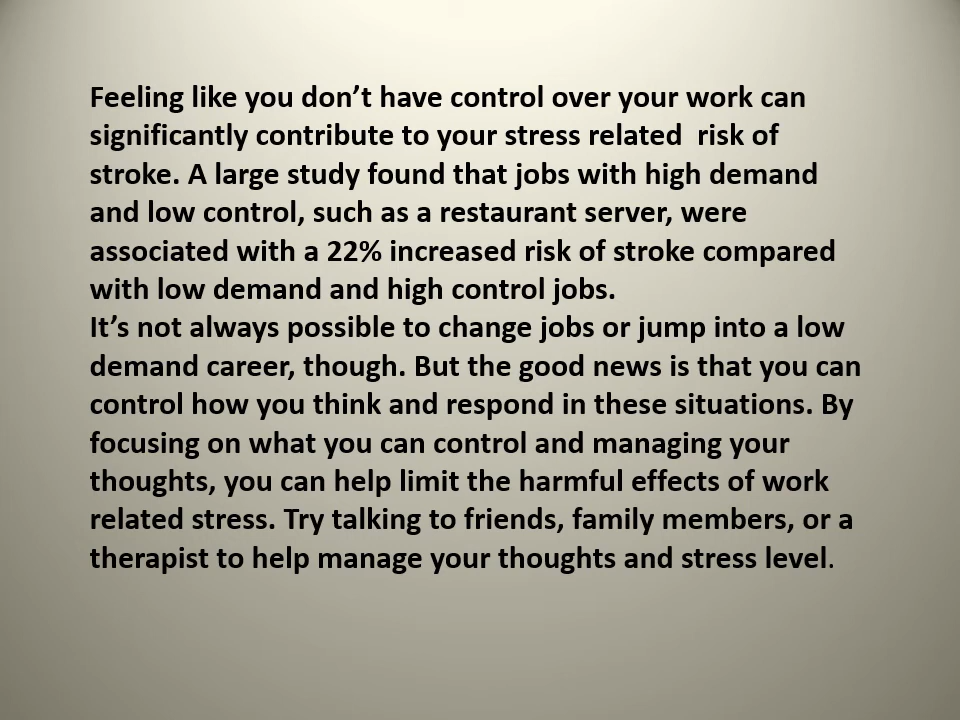 Feeling like you don’t have control over your work can
significantly contribute to your stress related  risk of
stroke. A large study found that jobs with high demand
and low control, such as a restaurant server, were
associated with a 22% increased risk of stroke compared
with low demand and high control jobs.
It’s not always possible to change jobs or jump into a low
demand career, though. But the good news is that you can
control how you think and respond in these situations. By
focusing on what you can control and managing your
thoughts, you can help limit the harmful effects of work
related stress. Try talking to friends, family members, or a
therapist to help manage your thoughts and stress level.